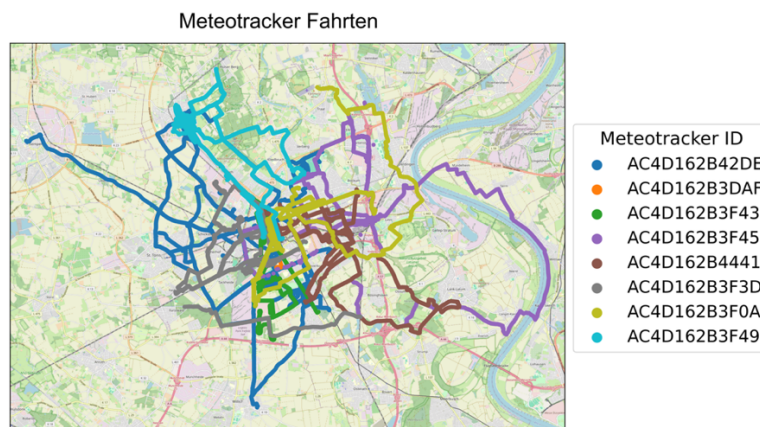 Meteotracker Fahrten
Meteotracker ID
AC4D162B42DE
AC4D162B3DAF
AC4D162B3F43
AC4D162B3F45
AC4D162B4441
AC4D162B3F3D
AC4D162B3F0A
AC4D162B3F49